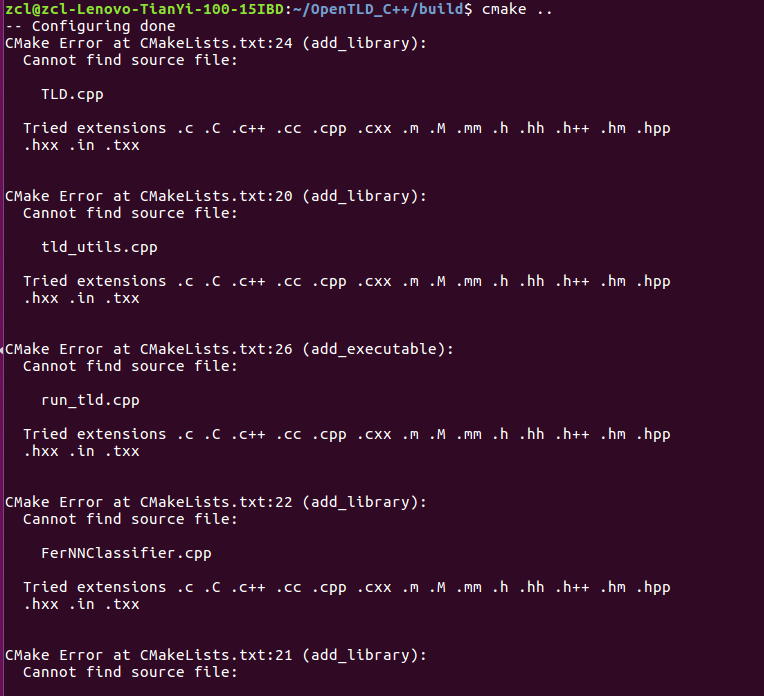 zcl@zcl-Lenovo-TianYi-100-15IBD:~/OpenTLD_C++/build$ cmake ..
-- Configuring done
CMake Error at CMakeLists.txt:24 (add_library):
  Cannot find source file:

    TLD.cpp

  Tried extensions .c .C .c++ .cc .cpp .cxx .m .M .mm .h .hh .h++ .hm .hpp
  .hxx .in .txx


CMake Error at CMakeLists.txt:20 (add_library):
  Cannot find source file:

    tld_utils.cpp

  Tried extensions .c .C .c++ .cc .cpp .cxx .m .M .mm .h .hh .h++ .hm .hpp
  .hxx .in .txx


CMake Error at CMakeLists.txt:26 (add_executable):
  Cannot find source file:

    run_tld.cpp

  Tried extensions .c .C .c++ .cc .cpp .cxx .m .M .mm .h .hh .h++ .hm .hpp
  .hxx .in .txx


CMake Error at CMakeLists.txt:22 (add_library):
  Cannot find source file:

    FerNNClassifier.cpp

  Tried extensions .c .C .c++ .cc .cpp .cxx .m .M .mm .h .hh .h++ .hm .hpp
  .hxx .in .txx


CMake Error at CMakeLists.txt:21 (add_library):
  Cannot find source file: